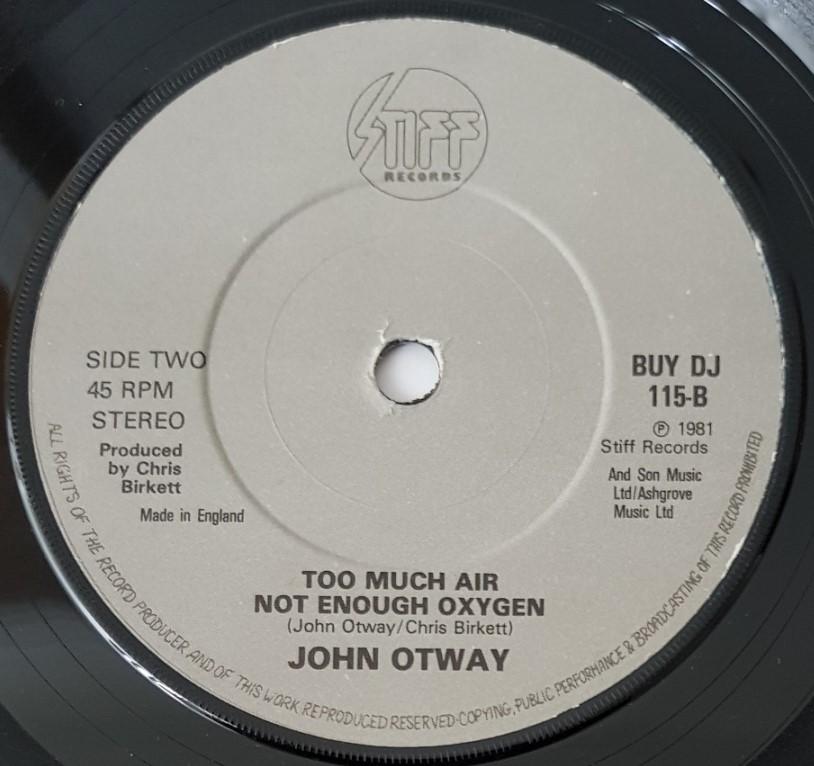 STIFF
RECORDS
SIDE TWO
45 RPM
STEREO
Produced
by Chris
Birkett
Made in England
BUY DJ
115-B
℗ 1981
Stiff Records
And Son Music
Ltd/Ashgrove
Music Ltd
TOO MUCH AIR
NOT ENOUGH OXYGEN
(John Otway/Chris Birkett)
JOHN OTWAY
ALL RIGHTS OF THE RECORD PRODUCER AND OF THIS WORK REPRODUCED RESERVED·COPYING, PUBLIC PERFORMANCE & BROADCASTING OF THIS RECORD PROHIBITED